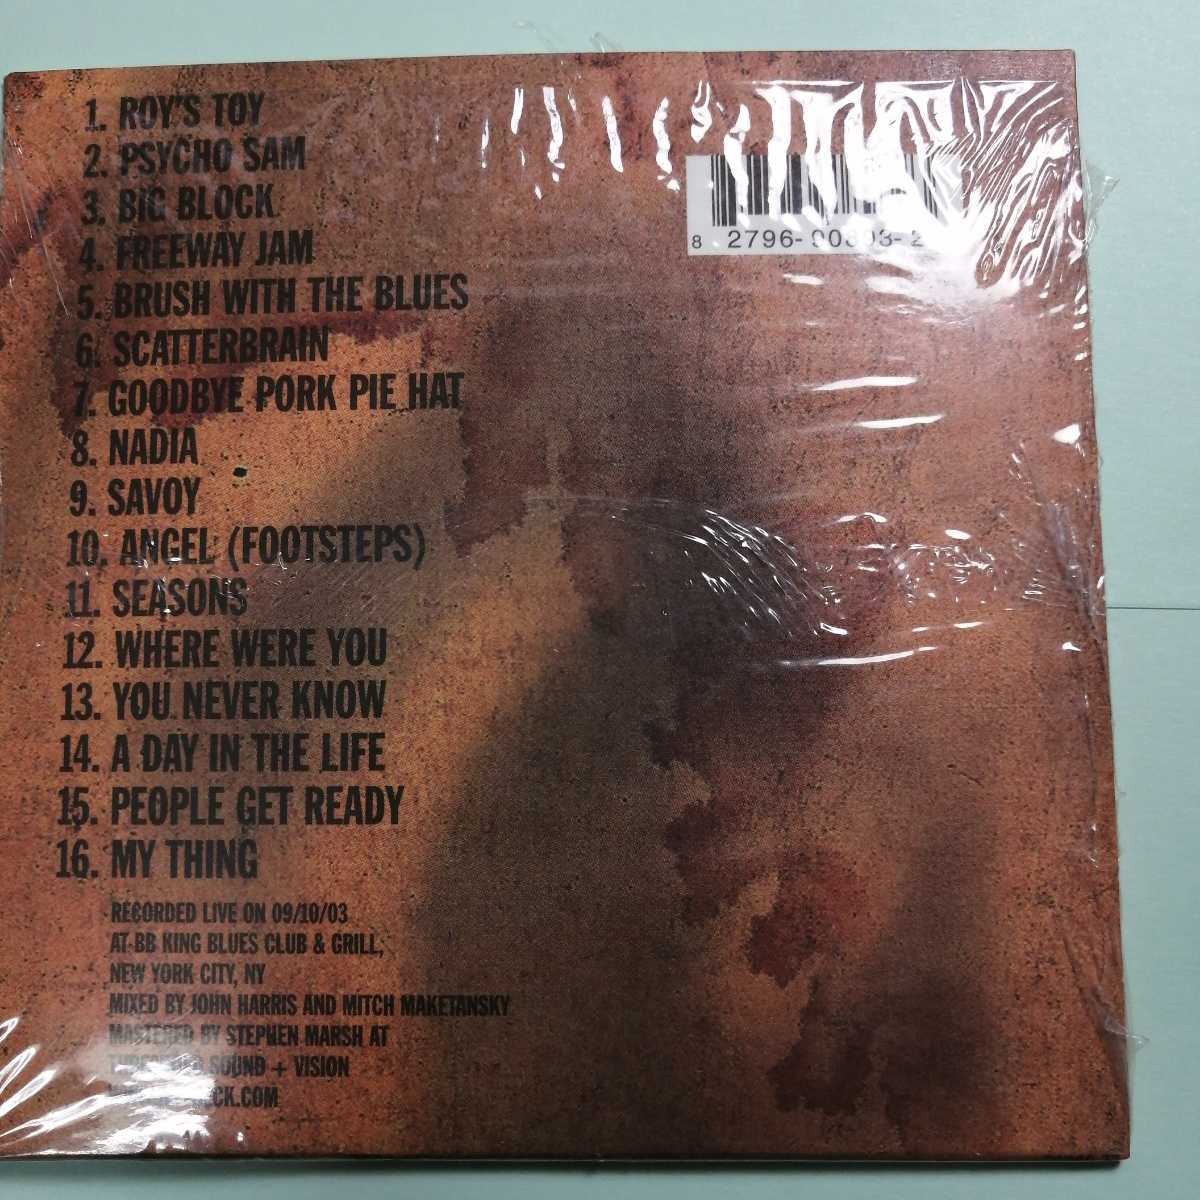 1. ROY'S TOY
2. PSYCHO SAM
3. BIG BLOCK
4. FREEWAY JAM
5. BRUSH WITH THE BLUES
6. SCATTERBRAIN
7. GOODBYE PORK PIE HAT
8. NADIA
9. SAVOY
10. ANGEL (FOOTSTEPS)
11. SEASONS
12. WHERE WERE YOU
13. YOU NEVER KNOW
14. A DAY IN THE LIFE
15. PEOPLE GET READY
16. MY THING
RECORDED LIVE ON 09/10/03
AT BB KING BLUES CLUB & GRILL,
NEW YORK CITY, NY
MIXED BY JOHN HARRIS AND MITCH MAKETANSKY
MASTERED BY STEPHEN MARSH AT
THRESHOLD SOUND + VISION
8 2796-